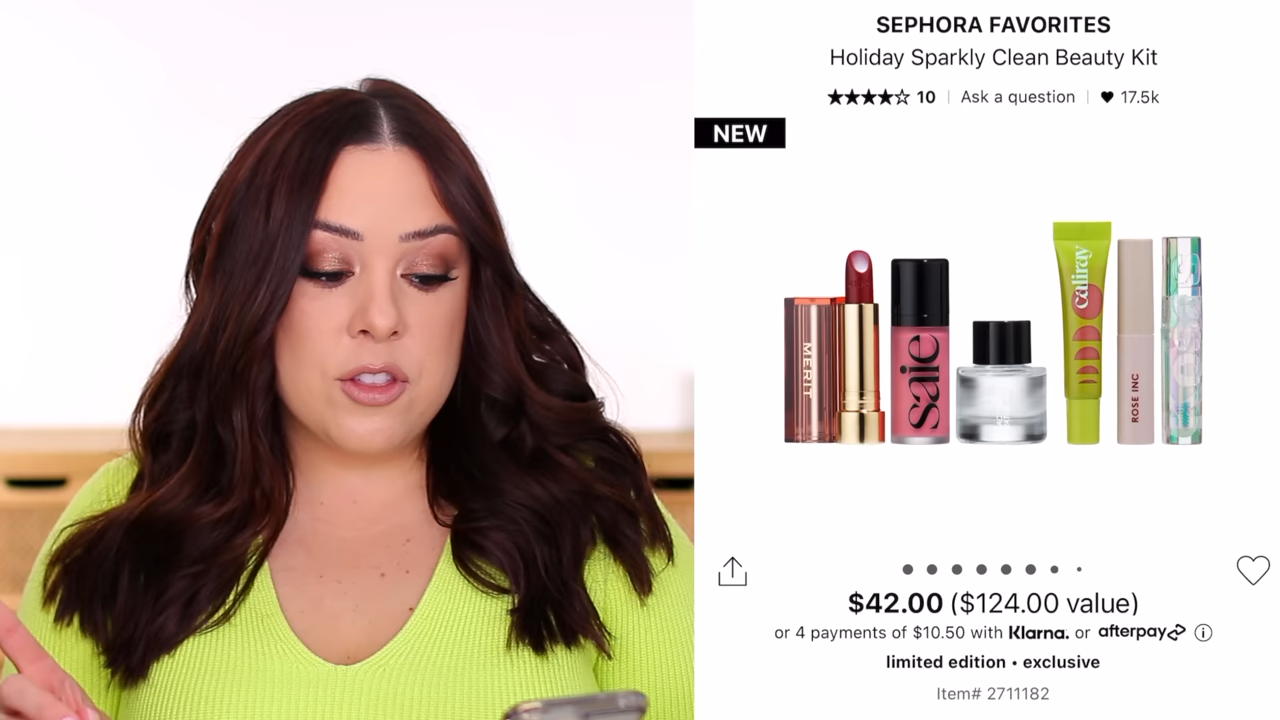 SEPHORA FAVORITES
Holiday Sparkly Clean Beauty Kit
★★★★☆ 10 | Ask a question | ♥ 17.5k
NEW
MERIT
saie
caliray
ROSE INC
$42.00 ($124.00 value)
or 4 payments of $10.50 with Klarna. or afterpay
limited edition • exclusive
Item# 2711182